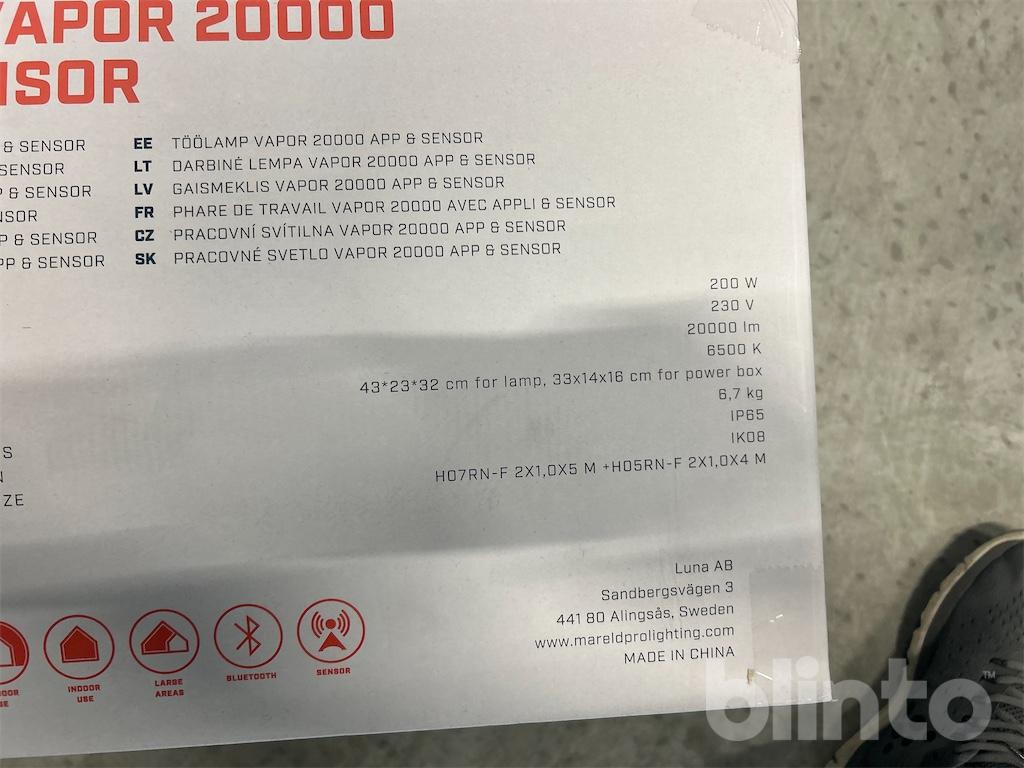 VAPOR 20000
NSOR
& SENSOR
SENSOR
P & SENSOR
NSOR
P & SENSOR
PP & SENSOR
EE TÖÖLAMP VAPOR 20000 APP & SENSOR
LT DARBINÉ LEMPA VAPOR 20000 APP & SENSOR
LV GAISMEKLIS VAPOR 20000 APP & SENSOR
FR PHARE DE TRAVAIL VAPOR 20000 AVEC APPLI & SENSOR
CZ PRACOVNÍ SVÍTILNA VAPOR 20000 APP & SENSOR
SK PRACOVNÉ SVETLO VAPOR 20000 APP & SENSOR
200 W
230 V
20000 lm
6500 K
43*23*32 cm for lamp, 33x14x16 cm for power box
6,7 kg
IP65
IK08
H07RN-F 2X1,0X5 M +H05RN-F 2X1,0X4 M
S
N
ZE
Luna AB
Sandbergsvägen 3
441 80 Alingsås, Sweden
www.mareldprolighting.com
MADE IN CHINA
OOR
SE
INDOOR
USE
LARGE
AREAS
BLUETOOTH
SENSOR
blinto™